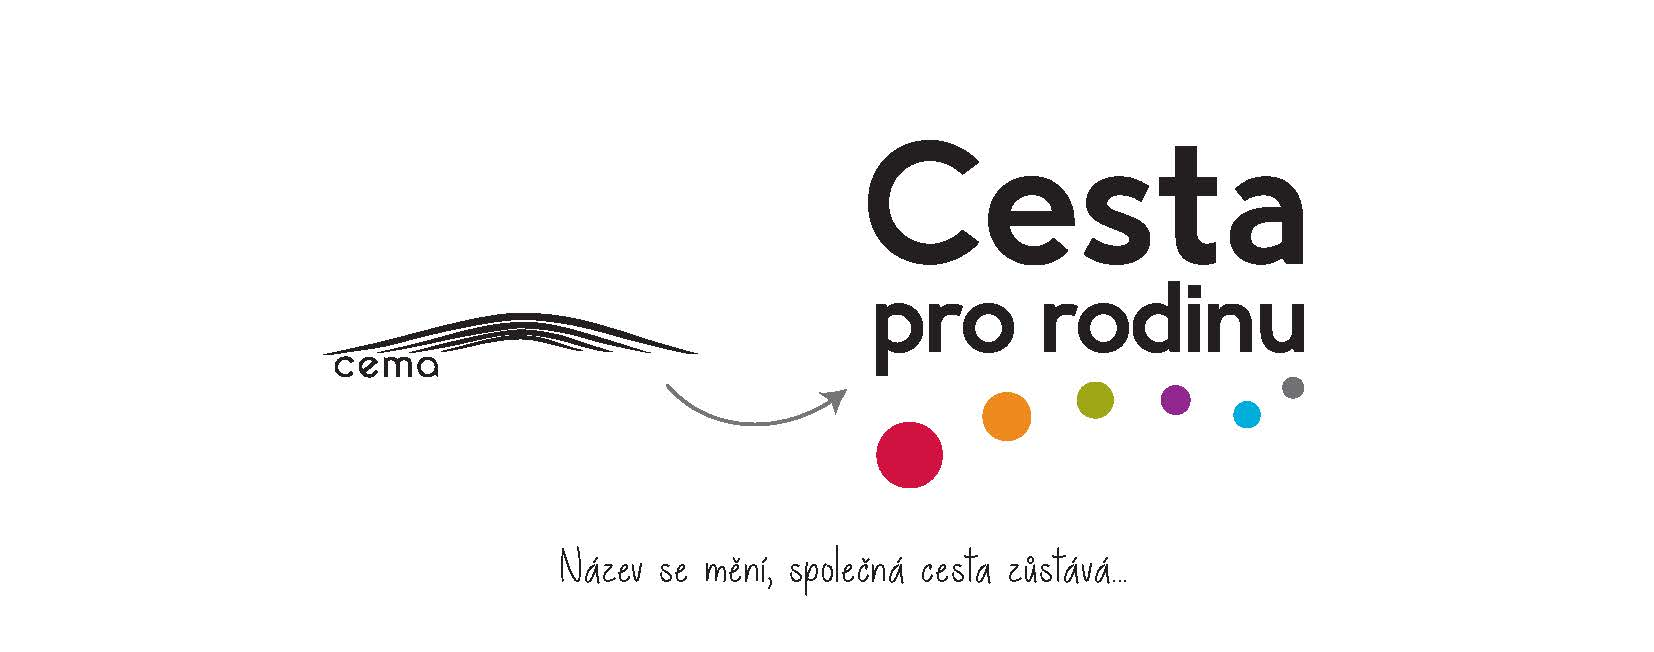 cema
Cesta
pro rodinu
Název se mění, společná cesta zůstává...